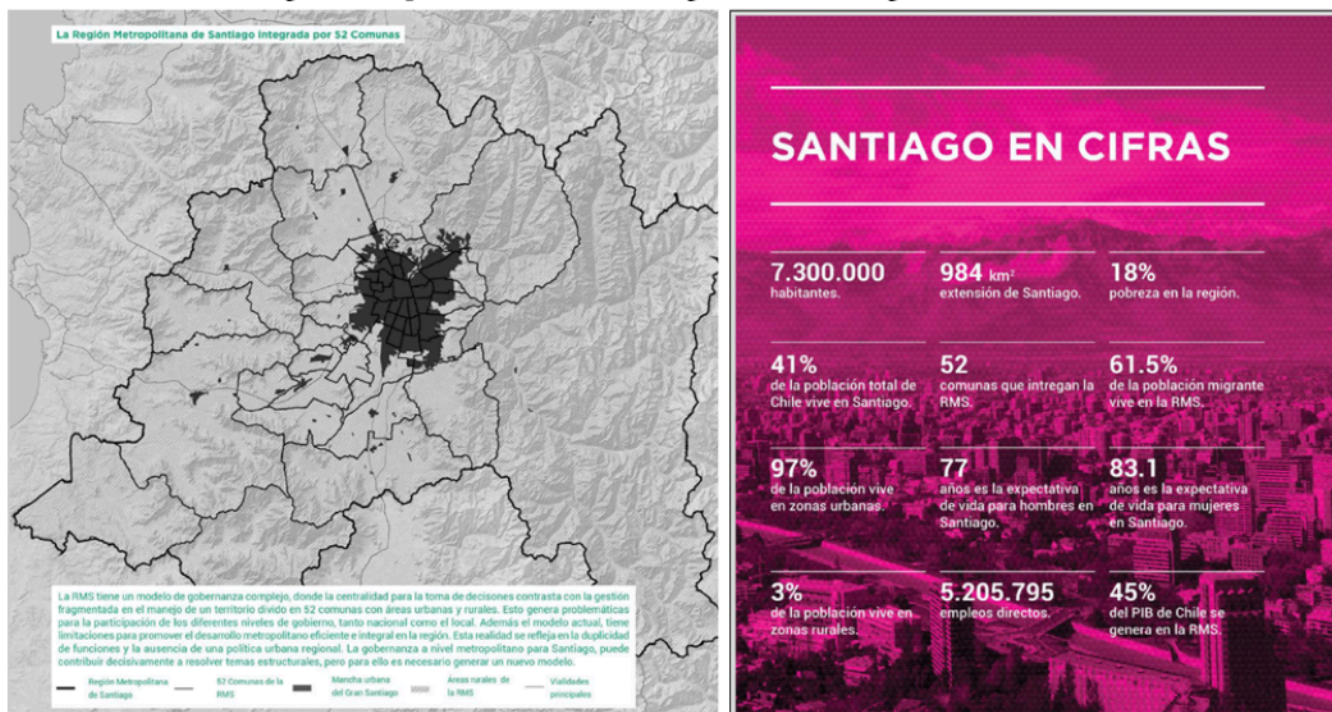 La Región Metropolitana de Santiago integrada por 52 Comunas
La RMS tiene un modelo de gobernanza complejo, donde la centralidad para la toma de decisones contrasta con la gestión
fragmentada en el manejo de un territorio divido en 52 comunas con áreas urbanas y rurales. Esto genera problemáticas
para la participación de los diferentes niveles de gobierno, tanto nacional como el local. Además el modelo actual, tiene
limitaciones para promover el desarrollo metropolitano eficiente e integral en la región. Esta realidad se refleja en la duplicidad
de funciones y la ausencia de una política urbana regional. La gobernanza a nivel metropolitano para Santiago, puede
contribuir decisivamente a resolver temas estructurales, pero para ello es necesario generar un nuevo modelo.
Región Metropolitana
de Santiago
52 Comunas de la
RMS
Mancha urbana
del Gran Santiago
Áreas rurales de
la RMS
Vialidades
principales
SANTIAGO EN CIFRAS
7.300.000
habitantes.
984 km²
extensión de Santiago.
18%
pobreza en la región.
41%
de la población total de
Chile vive en Santiago.
52
comunas que intregan la
RMS.
61.5%
de la población migrante
vive en la RMS.
97%
de la población vive
en zonas urbanas.
77
años es la expectativa
de vida para hombres en
Santiago.
83.1
años es la expectativa
de vida para mujeres
en Santiago.
3%
de la población vive en
zonas rurales.
5.205.795
empleos directos.
45%
del PIB de Chile se
genera en la RMS.